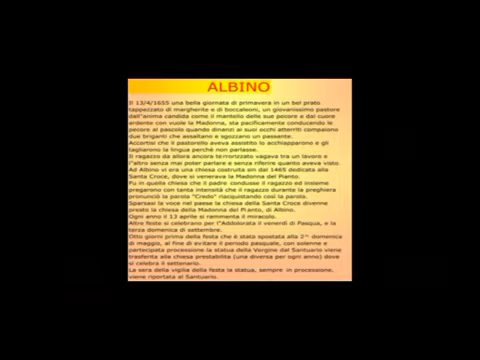 ALBINO
Il 13/4/1655 una bella giornata di primavera in un bel prato
tappezzato di margherite e di boccaleoni, un giovanissimo pastore
dall'anima candida come il mantello delle sue pecore e dal cuore
ardente con vuole la Madonna, sta pacificamente conducendo le
pecore al pascolo quando dinanzi ai suoi occhi atterriti compaiono
due briganti che assaltano e sgozzano un passante.
Accortisi che il pastorello aveva assistito lo acchiapparono e gli
tagliarono la lingua perchè non parlasse.
Il ragazzo da allora ancora terrorizzato vagava tra un lavoro e
l'altro senza mai poter parlare e senza riferire quanto aveva visto.
Ad Albino vi era una chiesa costruita sin dal 1465 dedicata alla
Santa Croce, dove si venerava la Madonna del Pianto.
Fu in quella chiesa che il padre condusse il ragazzo ed insieme
pregarono con tanta intensità che il ragazzo durante la preghiera
pronunciò la parola "Credo" riacquistando così la parola.
Sparsasi la voce nel paese la chiesa della Santa Croce divenne
presto la chiesa della Madonna del Pianto, di Albino.
Ogni anno il 13 aprile si rammenta il miracolo.
Altre feste si celebrano per l'Addolorata il venerdì di Pasqua, e la
terza domenica di settembre.
Otto giorni prima della festa che è stata spostata alla 2^ domenica
di maggio, al fine di evitare il periodo pasquale, con solenne e
partecipata processione la statua della Vergine dal Santuario viene
trasferita alla chiesa prestabilita (una diversa per ogni anno) dove
si celebra il settenario.
La sera della vigilia della festa la statua, sempre in processione,
viene riportata al Santuario.